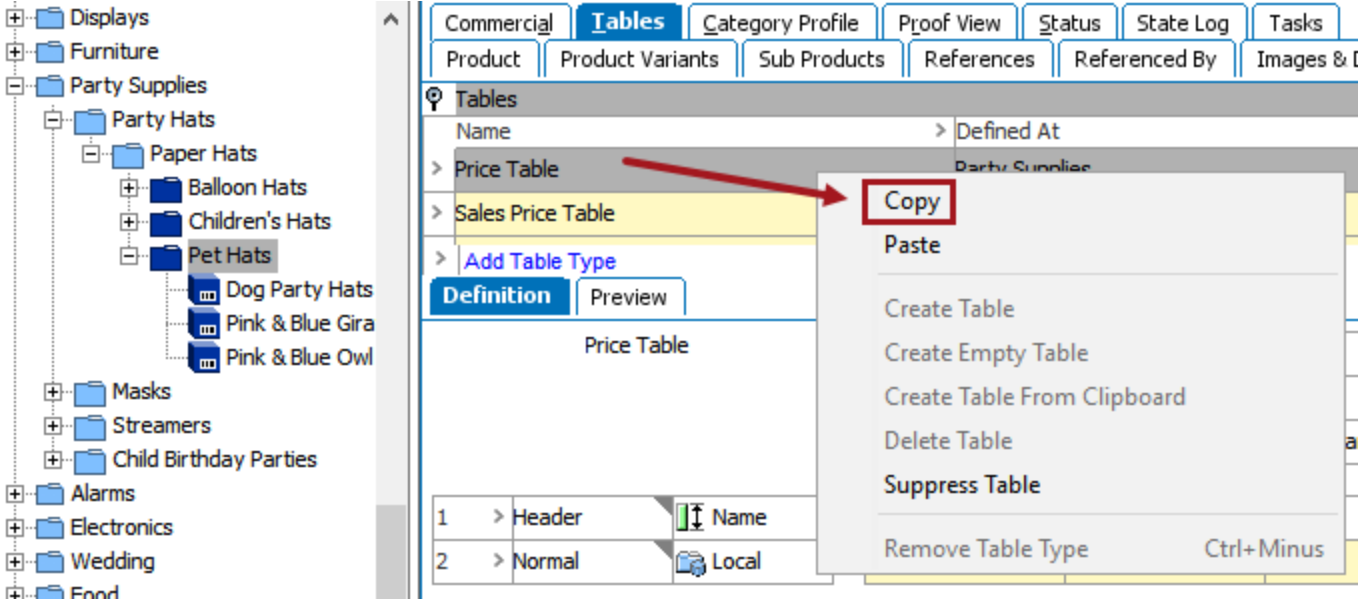 Displays
Furniture
Party Supplies
Party Hats
Paper Hats
Balloon Hats
Children's Hats
Pet Hats
Dog Party Hats
Pink & Blue Gira
Pink & Blue Owl
Masks
Streamers
Child Birthday Parties
Alarms
Electronics
Wedding
Food
Commercial Tables Category Profile Proof View Status State Log Tasks
Product Product Variants Sub Products References Referenced By Images &
Tables
Name > Defined At
> Price Table Party Supplies
> Sales Price Table
> Add Table Type
Definition Preview
Price Table
1 > Header Name
2 > Normal Local
Copy
Paste
Create Table
Create Empty Table
Create Table From Clipboard
Delete Table
Suppress Table
Remove Table Type Ctrl+Minus